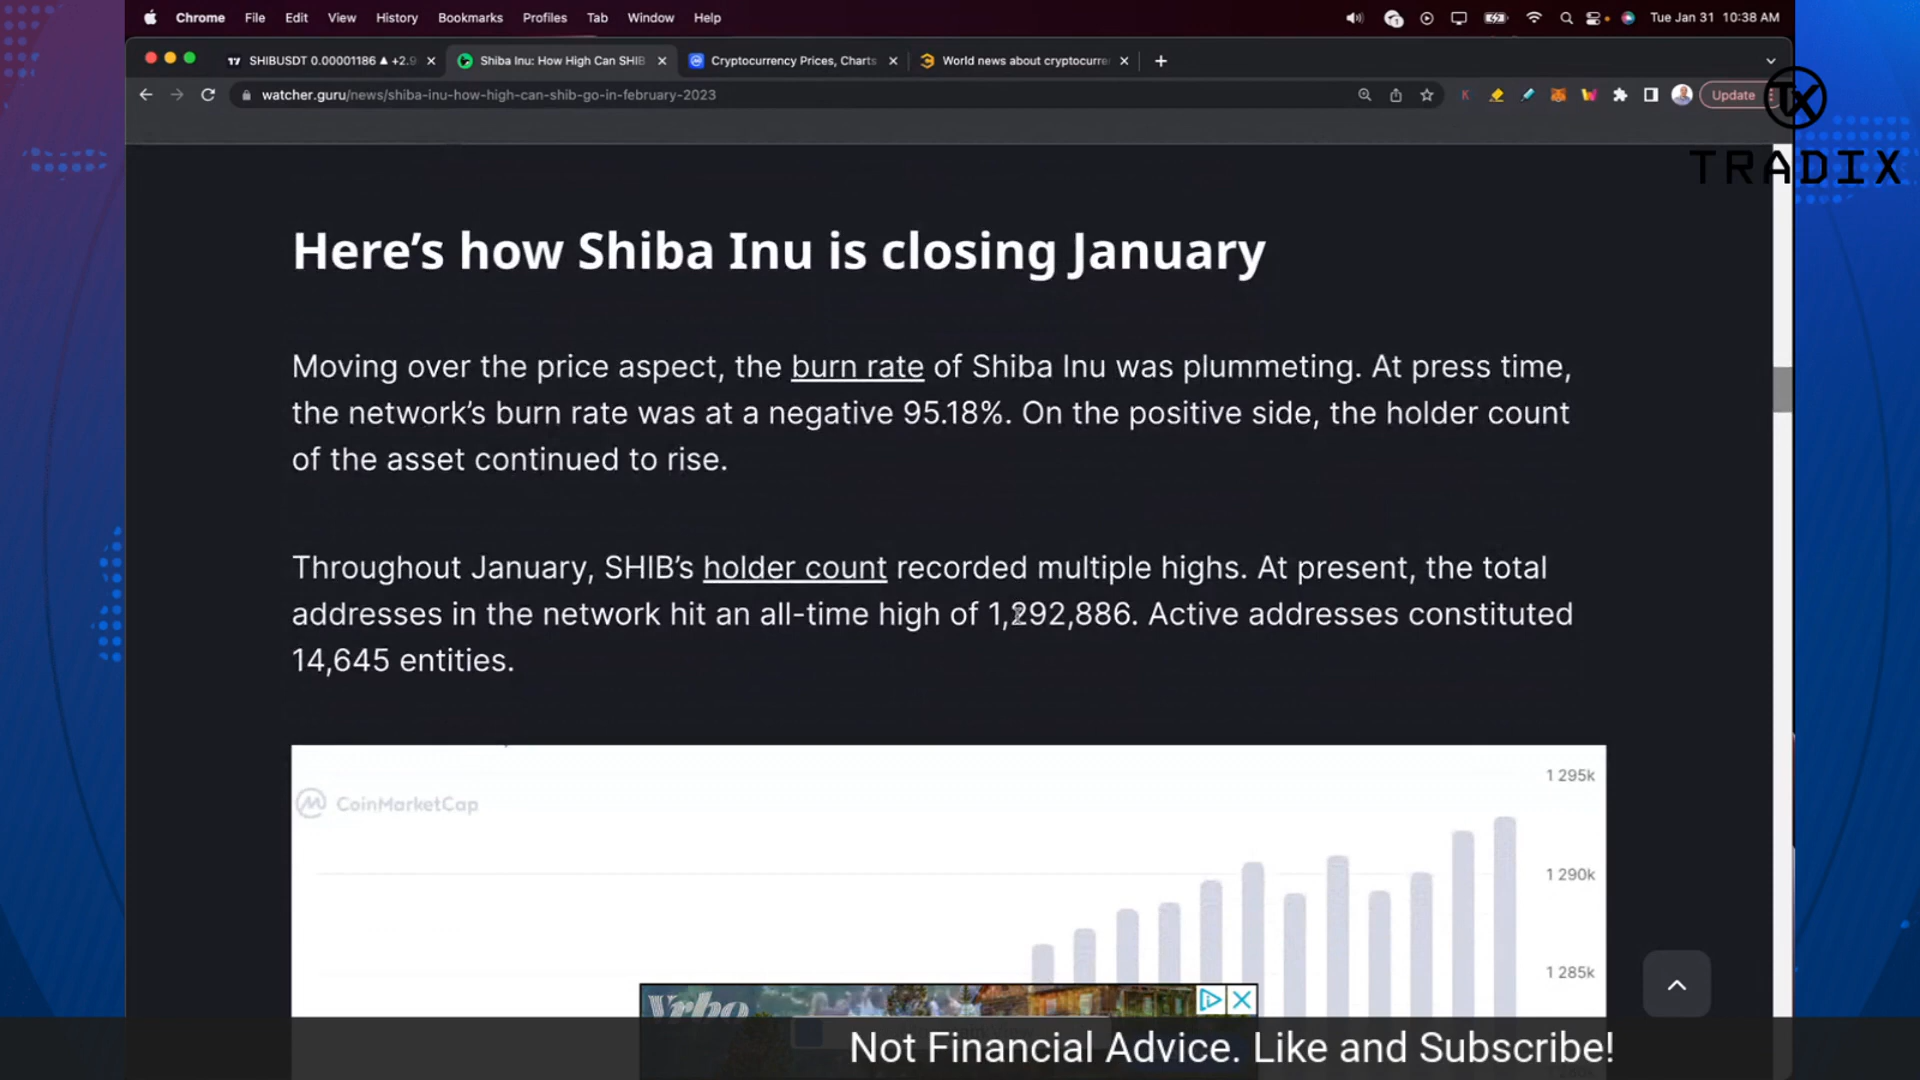 Chrome File Edit View History Bookmarks Profiles Tab Window Help
Tue Jan 31 10:38 AM
SHIBUSDT 0.00001186 ▲ +2.9
Shiba Inu: How High Can SHIB
Cryptocurrency Prices, Charts
World news about cryptocurre
watcher.guru/news/shiba-inu-how-high-can-shib-go-in-february-2023
Update
TRADIX
Here’s how Shiba Inu is closing January
Moving over the price aspect, the burn rate of Shiba Inu was plummeting. At press time,
the network’s burn rate was at a negative 95.18%. On the positive side, the holder count
of the asset continued to rise.
Throughout January, SHIB’s holder count recorded multiple highs. At present, the total
addresses in the network hit an all-time high of 1,292,886. Active addresses constituted
14,645 entities.
CoinMarketCap
1 295k
1 290k
1 285k
Vrbo
Not Financial Advice. Like and Subscribe!